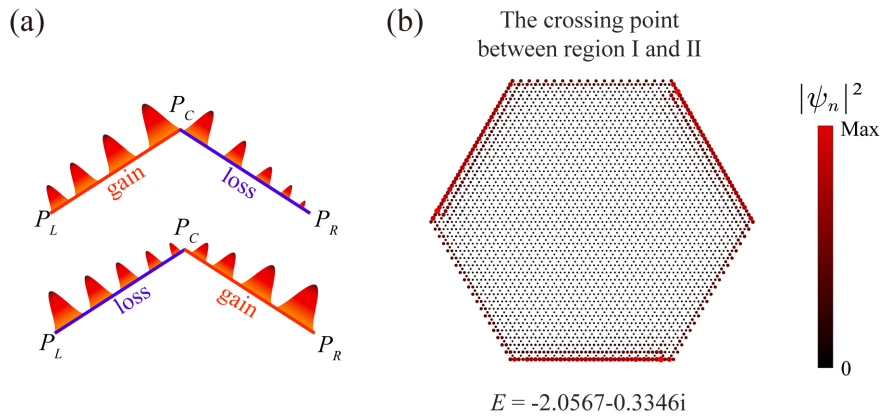 (a)
P_C
gain
loss
P_L
P_R
P_C
loss
gain
P_L
P_R
(b)
The crossing point
between region I and II
|ψ_n|^2
Max
0
E = -2.0567-0.3346i